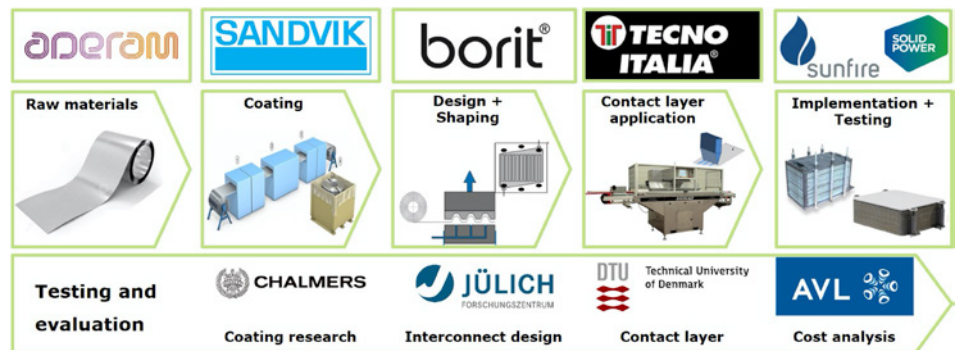 aperam
SANDVIK
borit®
TiT TECNO
ITALIA®
sunfire
SOLID
POWER
Raw materials
Coating
Design +
Shaping
Contact layer
application
Implementation +
Testing
Testing and
evaluation
CHALMERS
Coating research
JÜLICH
FORSCHUNGSZENTRUM
Interconnect design
DTU
Technical University
of Denmark
Contact layer
AVL
Cost analysis